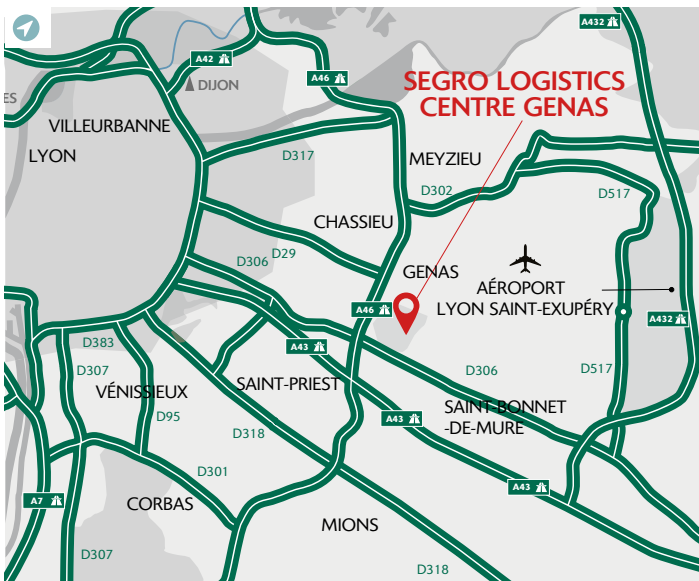 A432
A42
DIJON
A46
SEGRO LOGISTICS
CENTRE GENAS
ES
VILLEURBANNE
LYON
D317
MEYZIEU
D302
D517
CHASSIEU
D29
D306
GENAS
AÉROPORT
LYON SAINT-EXUPÉRY
A46
A432
D383
A43
D307
D306
D517
VÉNISSIEUX
SAINT-PRIEST
D95
SAINT-BONNET
-DE-MURE
A43
D318
D301
A43
A7
CORBAS
MIONS
D307
D318